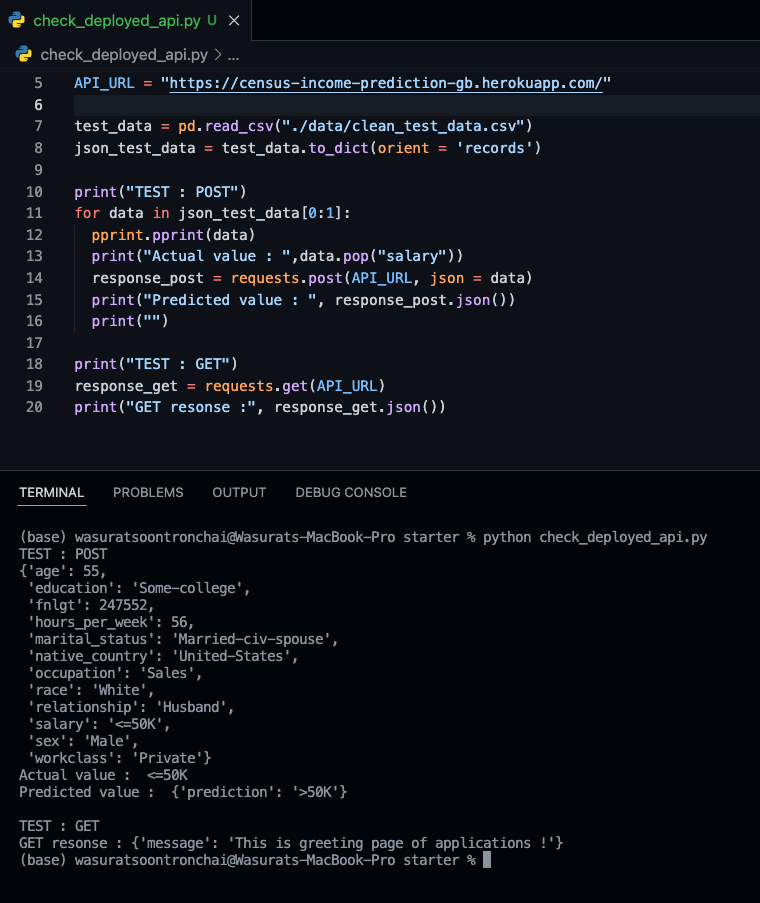 check_deployed_api.py U ×
check_deployed_api.py > ...
5 API_URL = "https://census-income-prediction-gb.herokuapp.com/"
6
7 test_data = pd.read_csv("./data/clean_test_data.csv")
8 json_test_data = test_data.to_dict(orient = 'records')
9
10 print("TEST : POST")
11 for data in json_test_data[0:1]:
12 pprint.pprint(data)
13 print("Actual value : ",data.pop("salary"))
14 response_post = requests.post(API_URL, json = data)
15 print("Predicted value : ", response_post.json())
16 print("")
17
18 print("TEST : GET")
19 response_get = requests.get(API_URL)
20 print("GET resonse :", response_get.json())
TERMINAL PROBLEMS OUTPUT DEBUG CONSOLE
(base) wasuratsoontronchai@Wasurats-MacBook-Pro starter % python check_deployed_api.py
TEST : POST
{'age': 55,
'education': 'Some-college',
'fnlgt': 247552,
'hours_per_week': 56,
'marital_status': 'Married-civ-spouse',
'native_country': 'United-States',
'occupation': 'Sales',
'race': 'White',
'relationship': 'Husband',
'salary': '<=50K',
'sex': 'Male',
'workclass': 'Private'}
Actual value :  <=50K
Predicted value :  {'prediction': '>50K'}
TEST : GET
GET resonse : {'message': 'This is greeting page of applications !'}
(base) wasuratsoontronchai@Wasurats-MacBook-Pro starter %